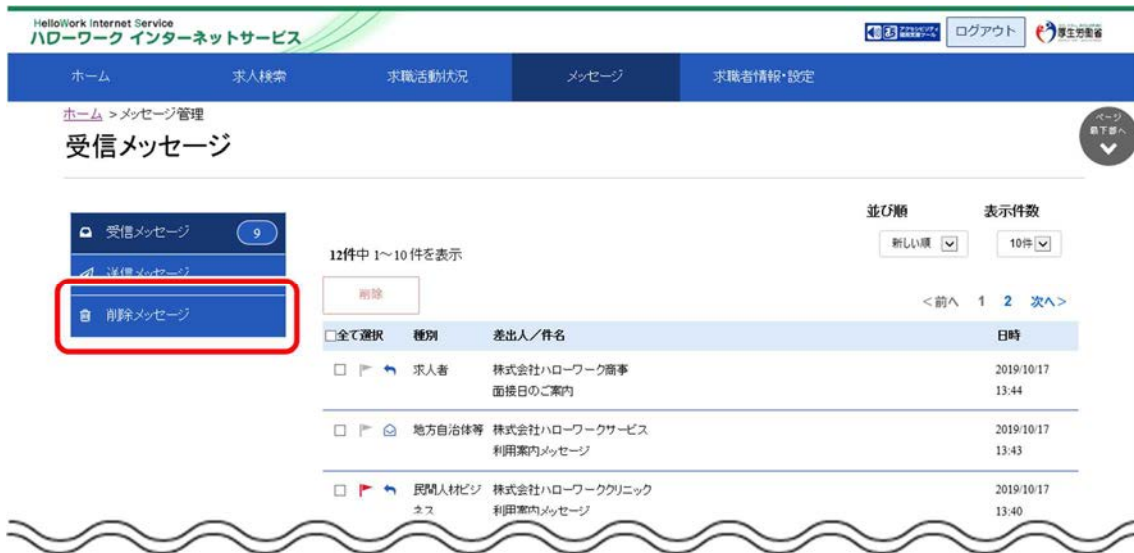 HelloWork Internet Service
ハローワーク インターネットサービス
ログアウト
厚生労働省
ホーム 求人検索 求職活動状況 メッセージ 求職者情報・設定
ホーム >メッセージ管理
ページ
最下部へ
受信メッセージ
受信メッセージ 9
送信メッセージ
削除メッセージ
並び順 表示件数
新しい順 10件
12件中 1～10 件を表示
削除
<前へ 1 2 次へ>
全て選択 種別 差出人／件名 日時
求人者 株式会社ハローワーク商事 2019/10/17
面接日のご案内 13:44
地方自治体等 株式会社ハローワークサービス 2019/10/17
利用案内メッセージ 13:43
民間人材ビジ 株式会社ハローワーククリニック 2019/10/17
ネス 利用案内メッセージ 13:40